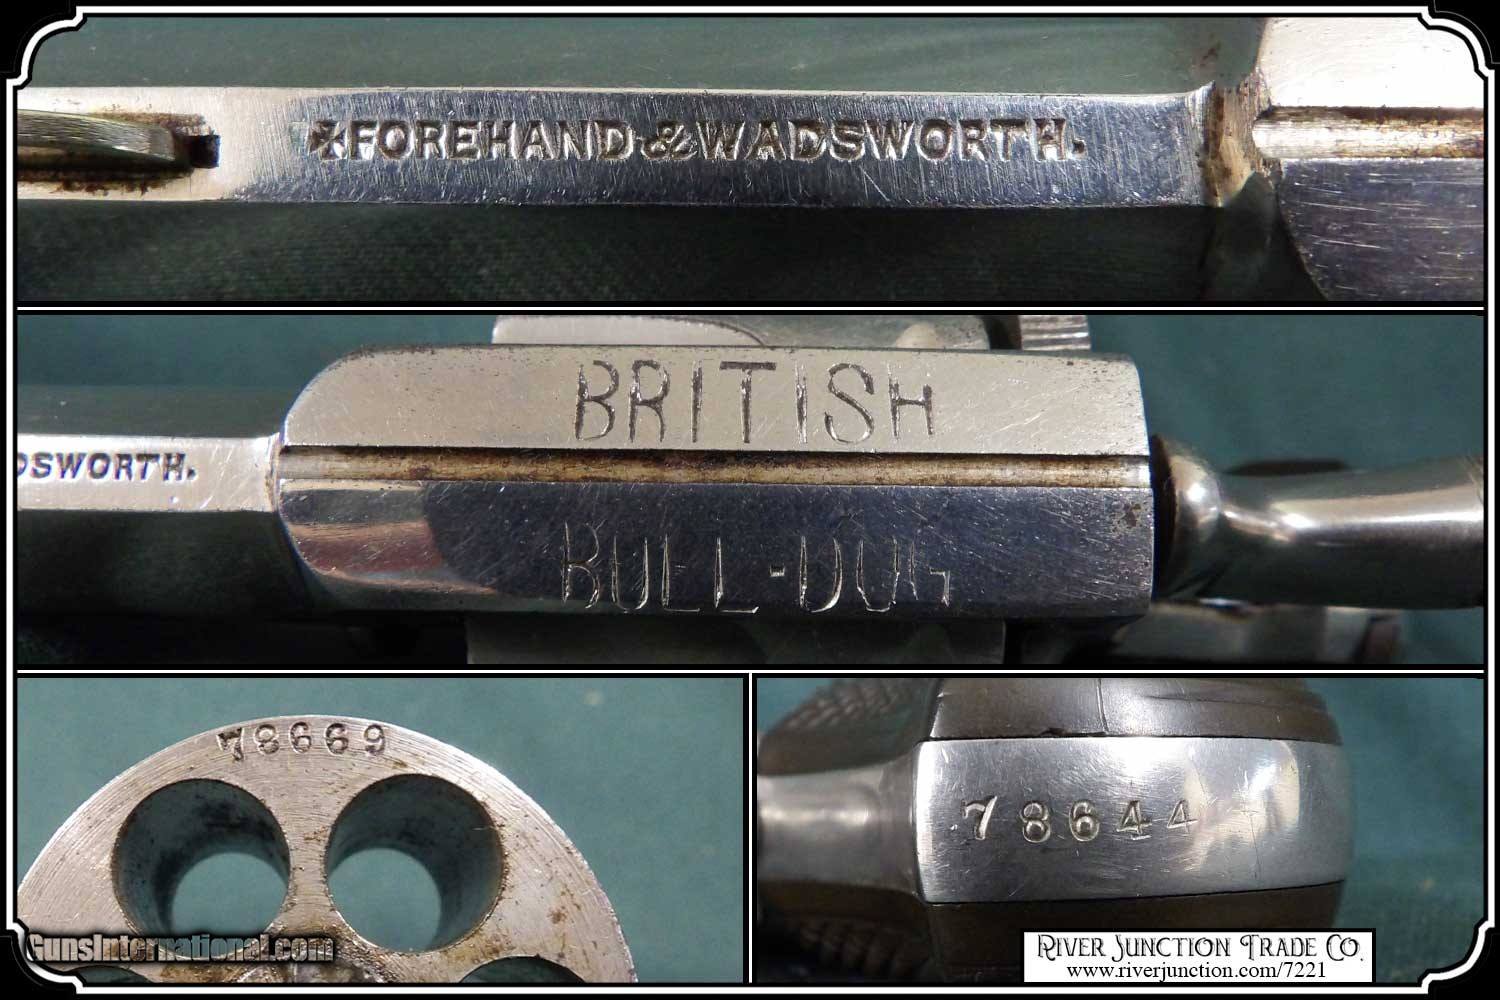 ✠FOREHAND & WADSWORTH.
DSWORTH.
BRITISH
BULL-DOG
78669
78644
GunsInternational.com
RIVER JUNCTION TRADE CO.
www.riverjunction.com/7221